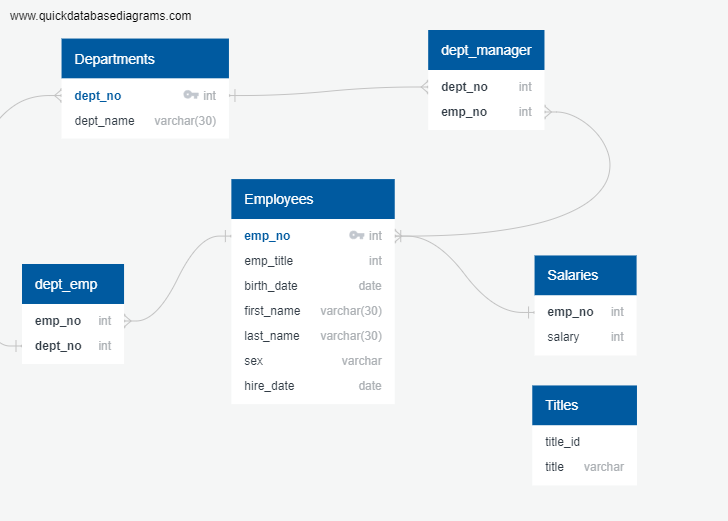 www.quickdatabasediagrams.com
Departments
dept_no int
dept_name varchar(30)
dept_manager
dept_no int
emp_no int
Employees
emp_no int
emp_title int
birth_date date
first_name varchar(30)
last_name varchar(30)
sex varchar
hire_date date
dept_emp
emp_no int
dept_no int
Salaries
emp_no int
salary int
Titles
title_id
title varchar